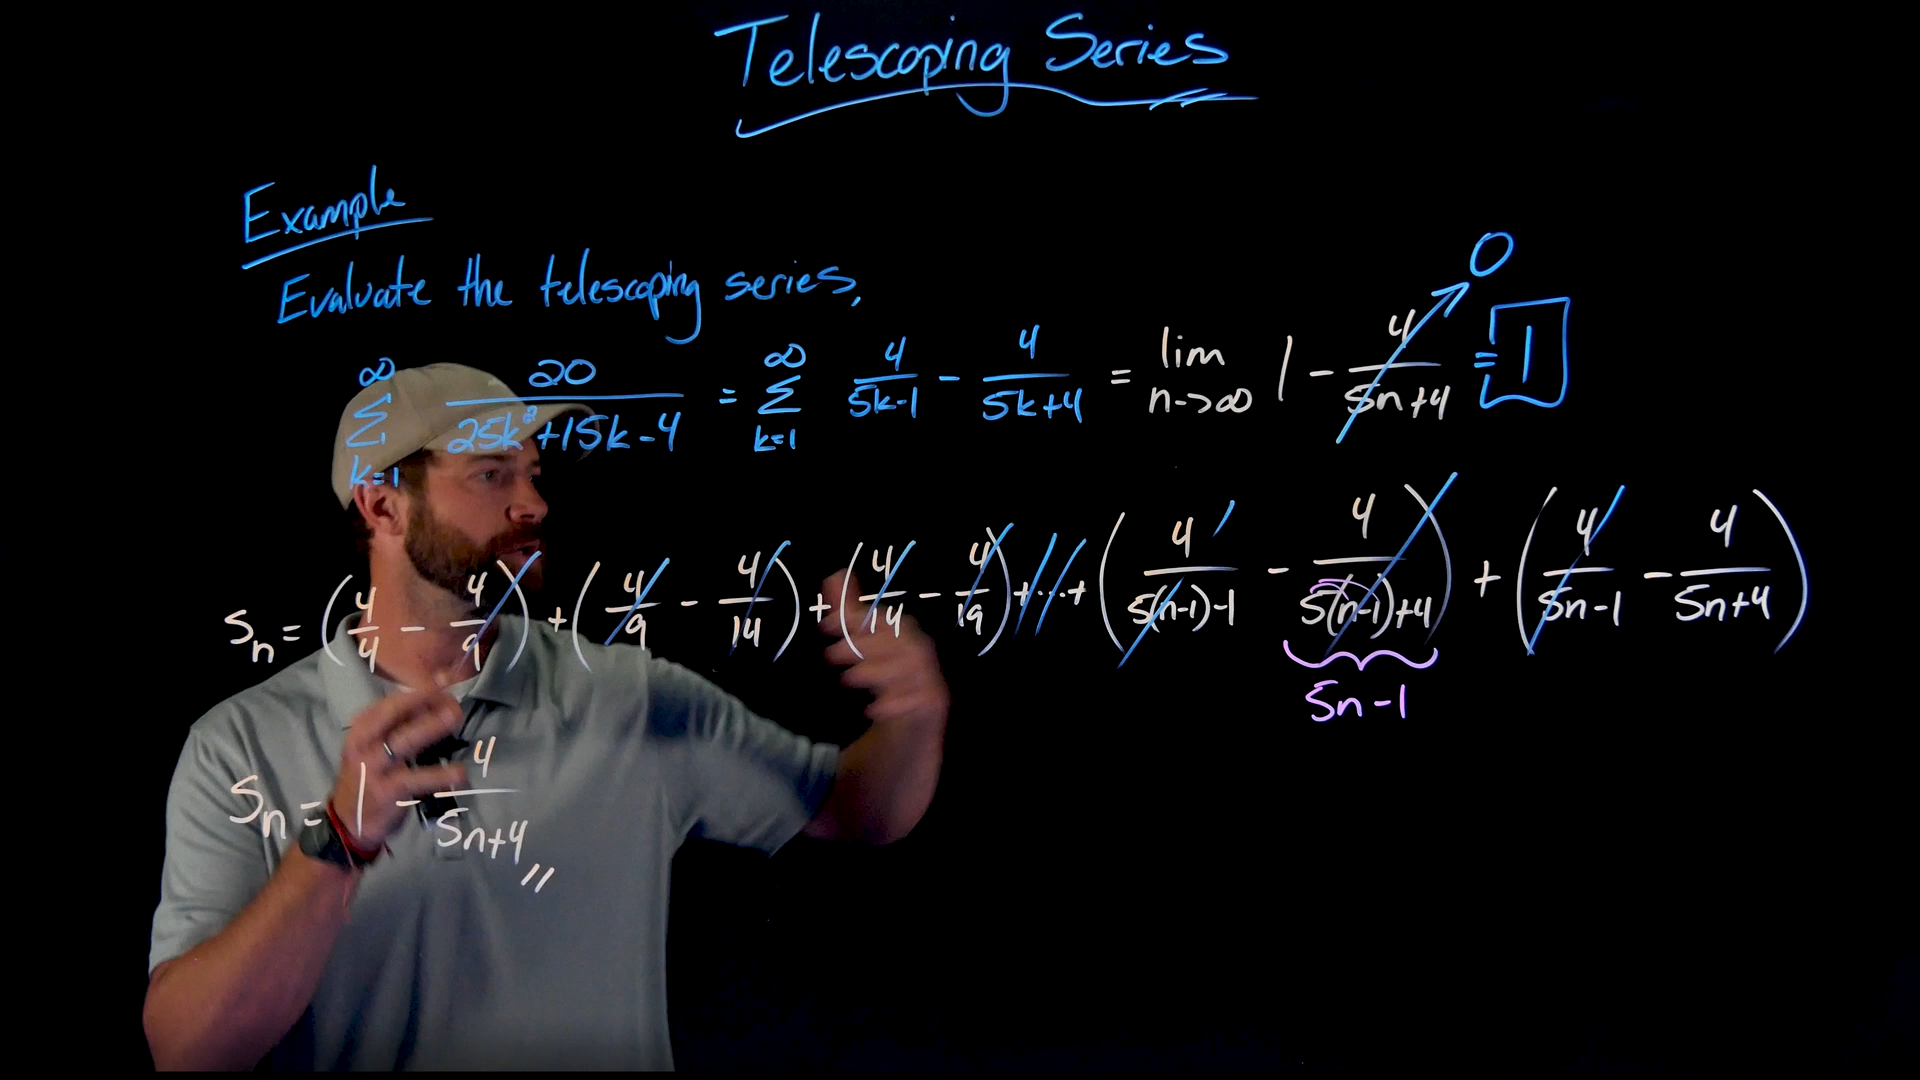 Telescoping Series
Example
Evaluate the telescoping series,
∞ Σ k=1 20/(25k²+15k-4) = ∞ Σ k=1 4/(5k-1) - 4/(5k+4) = lim n->∞ 1 - 4/(5n+4) = 1
0
Sn = (4/4 - 4/9) + (4/9 - 4/14) + (4/14 - 4/19) + ... + (4/(5(n-1)-1) - 4/(5(n-1)+4)) + (4/(5n-1) - 4/(5n+4))
5n-1
Sn = 1 - 4/(5n+4) //